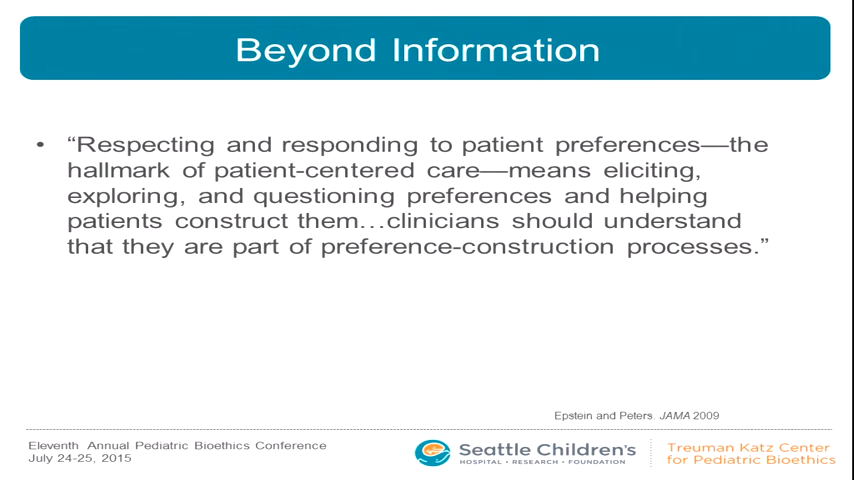 Beyond Information
• “Respecting and responding to patient preferences—the
hallmark of patient-centered care—means eliciting,
exploring, and questioning preferences and helping
patients construct them…clinicians should understand
that they are part of preference-construction processes.”
Epstein and Peters JAMA 2009
Eleventh Annual Pediatric Bioethics Conference
July 24-25, 2015
Seattle Children's
HOSPITAL • RESEARCH • FOUNDATION
Treuman Katz Center
for Pediatric Bioethics